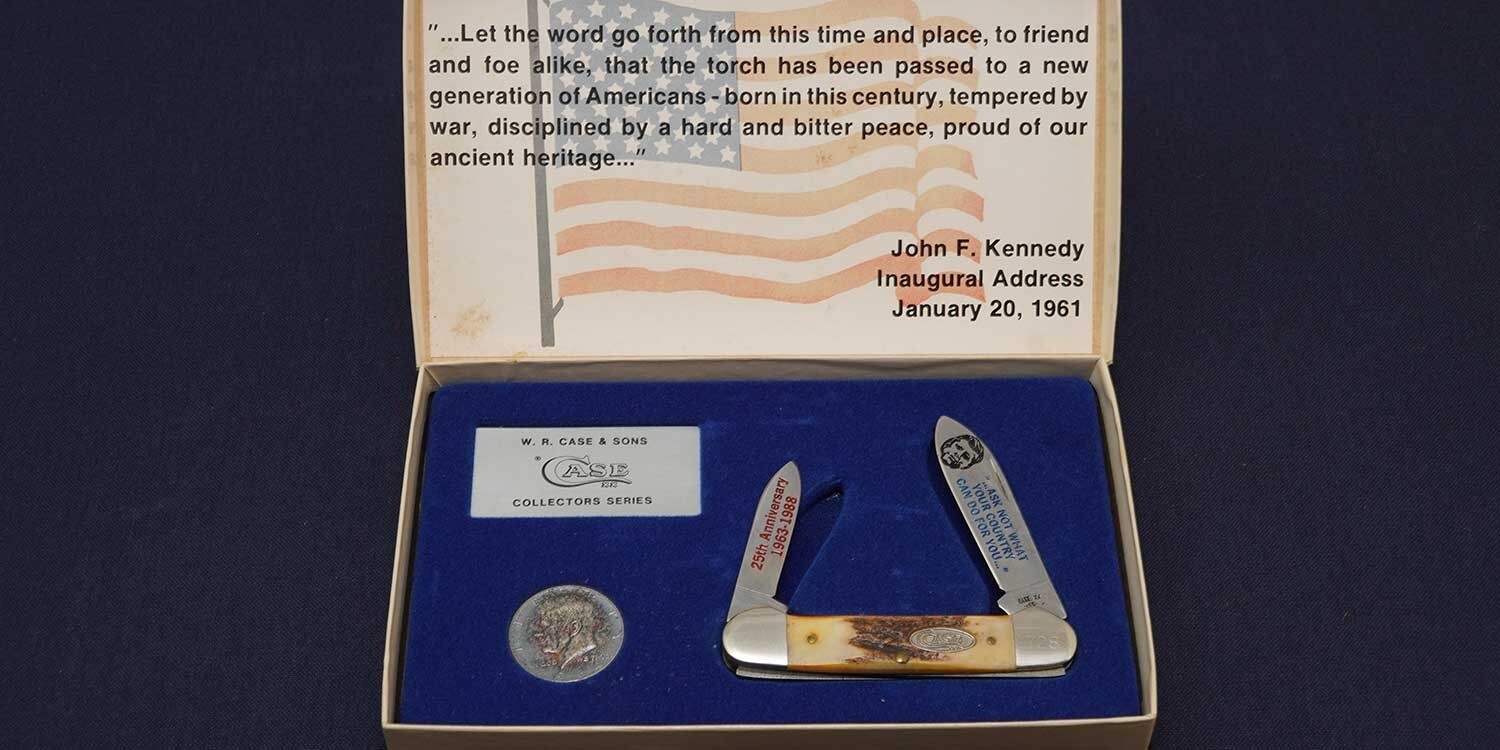 "...Let the word go forth from this time and place, to friend
and foe alike, that the torch has been passed to a new
generation of Americans - born in this century, tempered by
war, disciplined by a hard and bitter peace, proud of our
ancient heritage..."
John F. Kennedy
Inaugural Address
January 20, 1961
W. R. CASE & SONS
® CASE XX
COLLECTORS SERIES
25th Anniversary
1963-1988
"...ASK NOT WHAT
YOUR COUNTRY
CAN DO FOR YOU..."
CASE